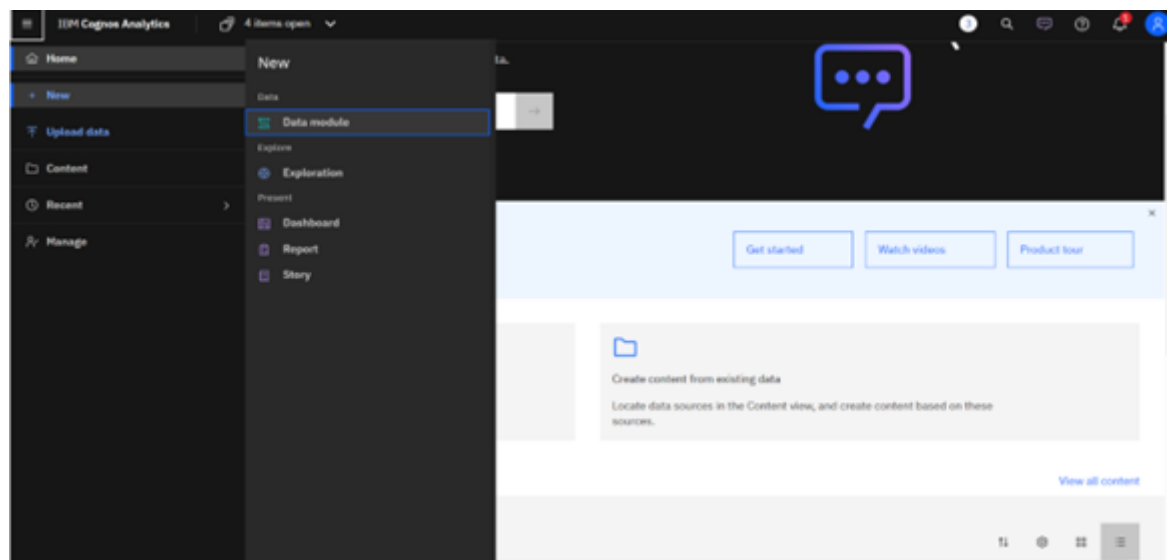 IBM Cognos Analytics
4 items open
Home
New
Upload data
Content
Recent
Manage
New
Data
Data module
Explore
Exploration
Present
Dashboard
Report
Story
ta.
3
Get started
Watch videos
Product tour
Create content from existing data
Locate data sources in the Content view, and create content based on these
sources.
View all content